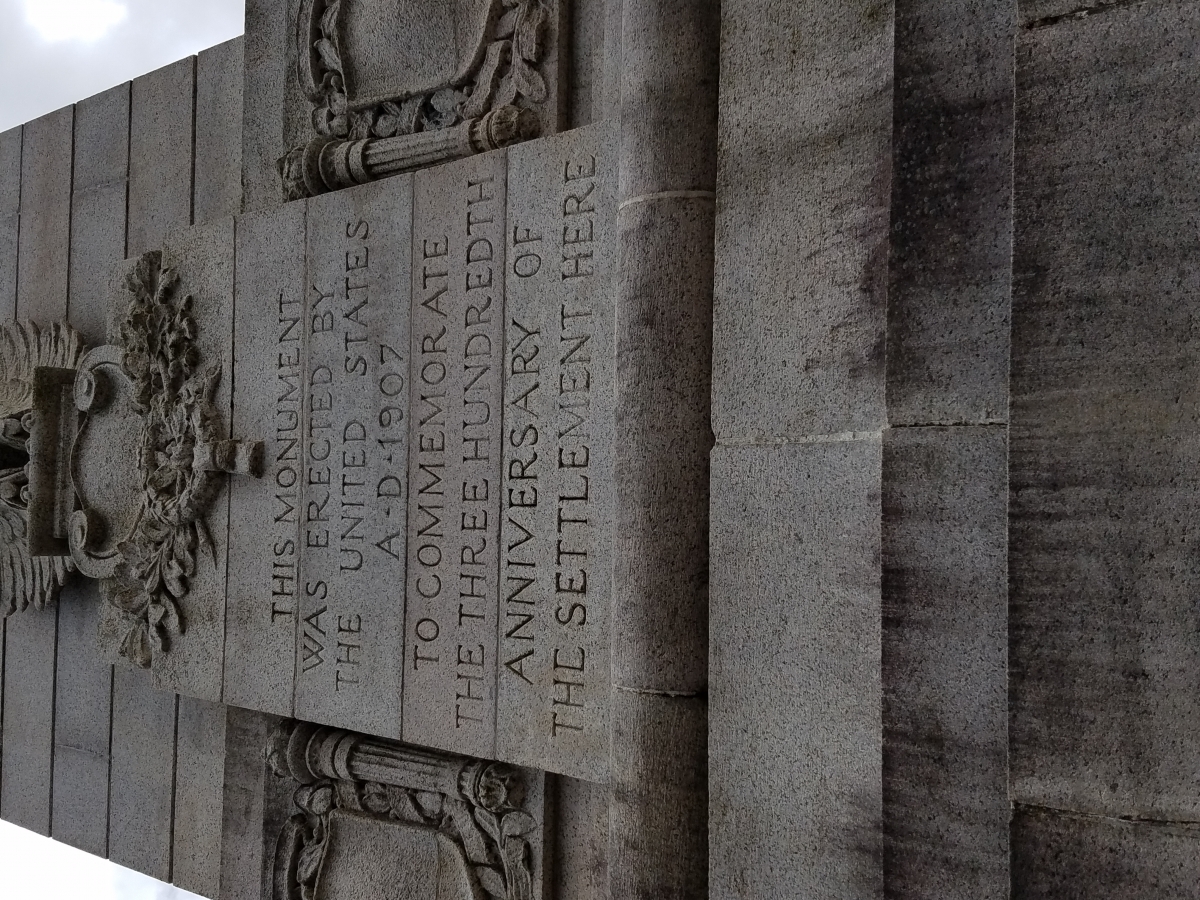 THIS MONUMENT
WAS ERECTED BY
THE UNITED STATES
A·D·1907
TO COMMEMORATE
THE THREE HUNDREDTH
ANNIVERSARY OF
THE SETTLEMENT HERE